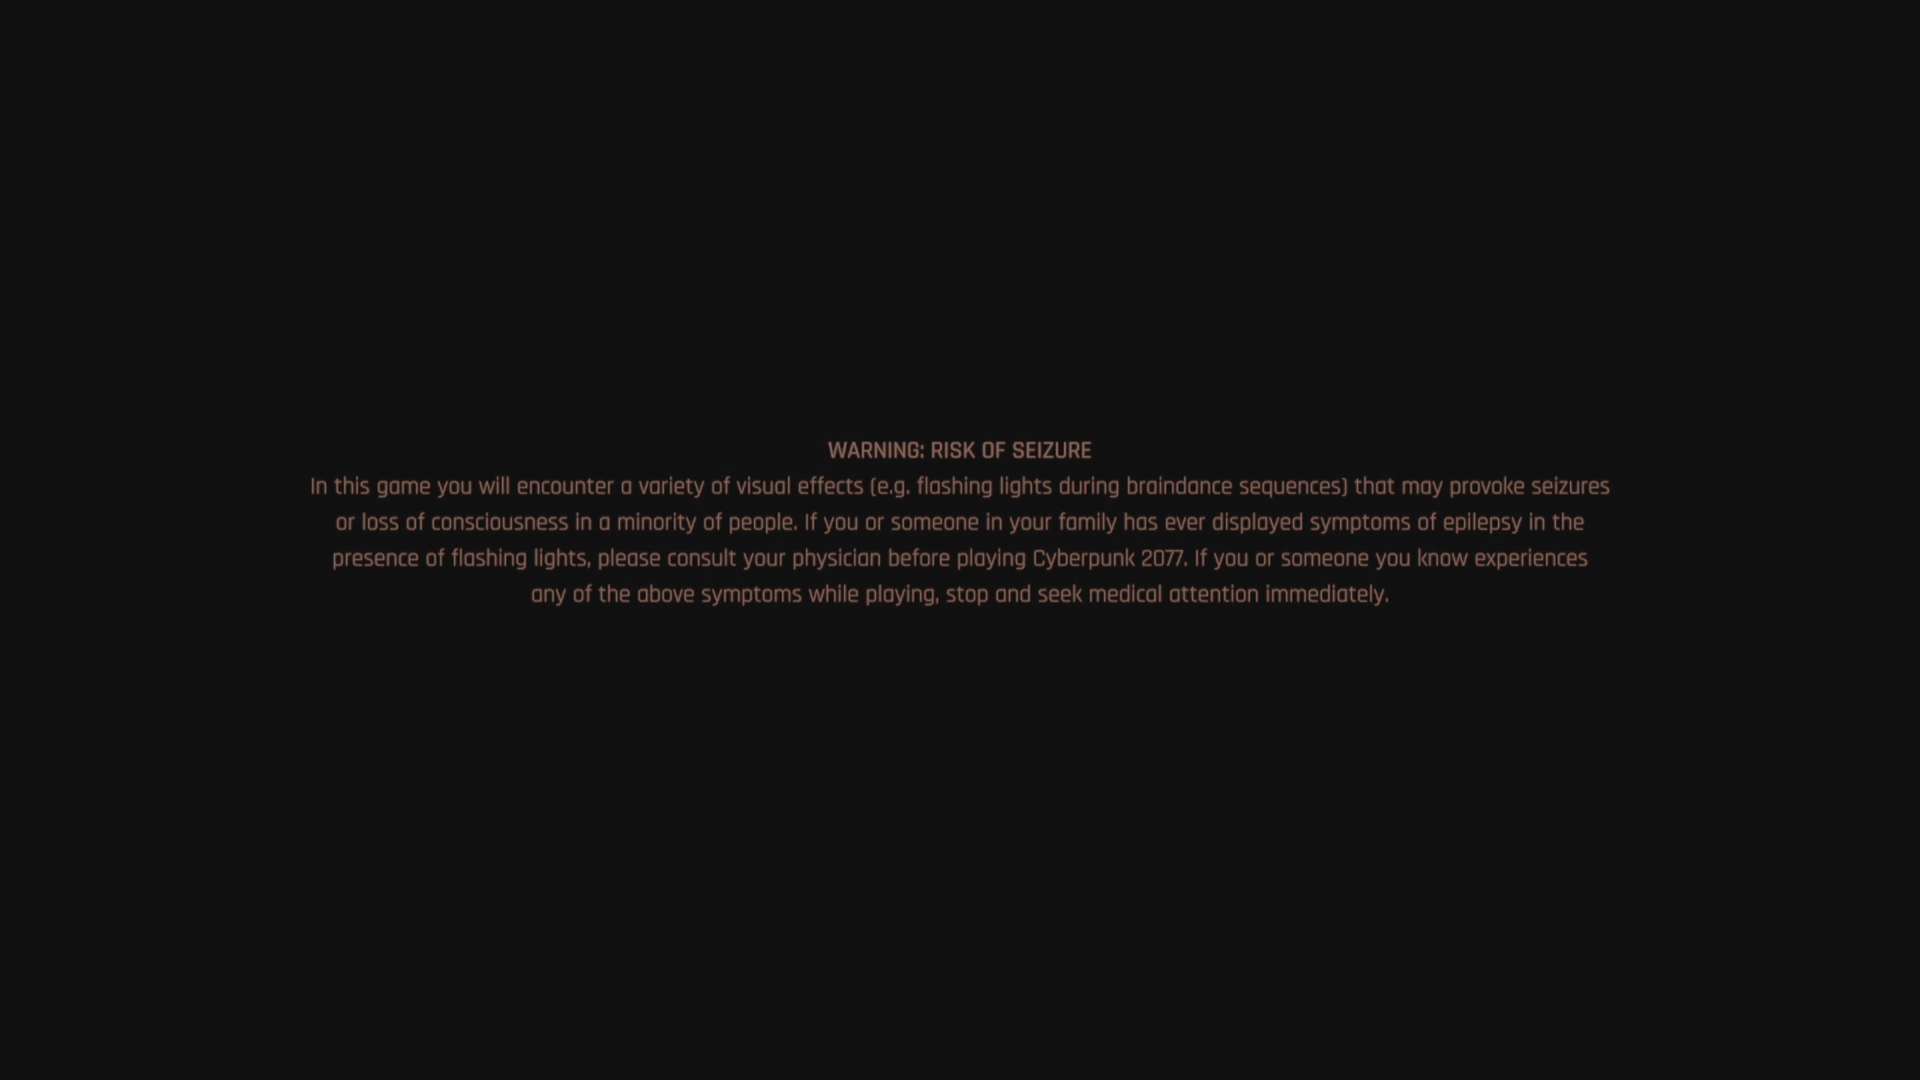 WARNING: RISK OF SEIZURE
In this game you will encounter a variety of visual effects (e.g. flashing lights during braindance sequences) that may provoke seizures
or loss of consciousness in a minority of people. If you or someone in your family has ever displayed symptoms of epilepsy in the
presence of flashing lights, please consult your physician before playing Cyberpunk 2077. If you or someone you know experiences
any of the above symptoms while playing, stop and seek medical attention immediately.